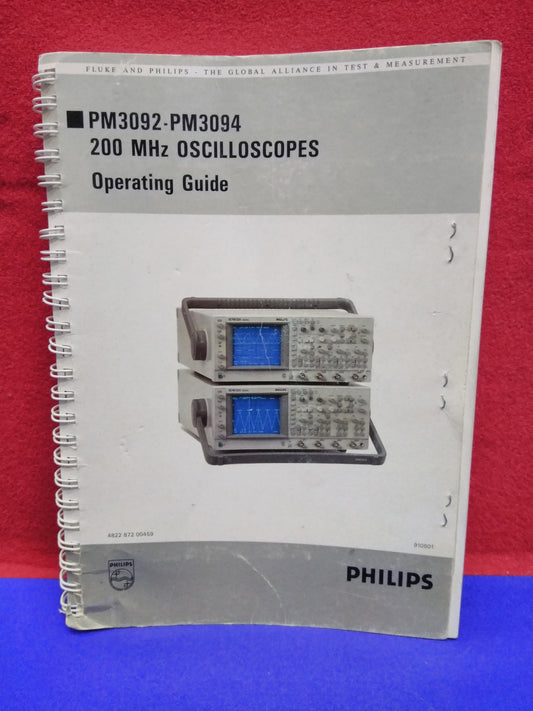 FLUKE AND PHILIPS - THE GLOBAL ALLIANCE IN TEST & MEASUREMENT
PM3092-PM3094
200 MHz OSCILLOSCOPES
Operating Guide
PHILIPS
4822 872 00459
910501
PHILIPS
PHILIPS